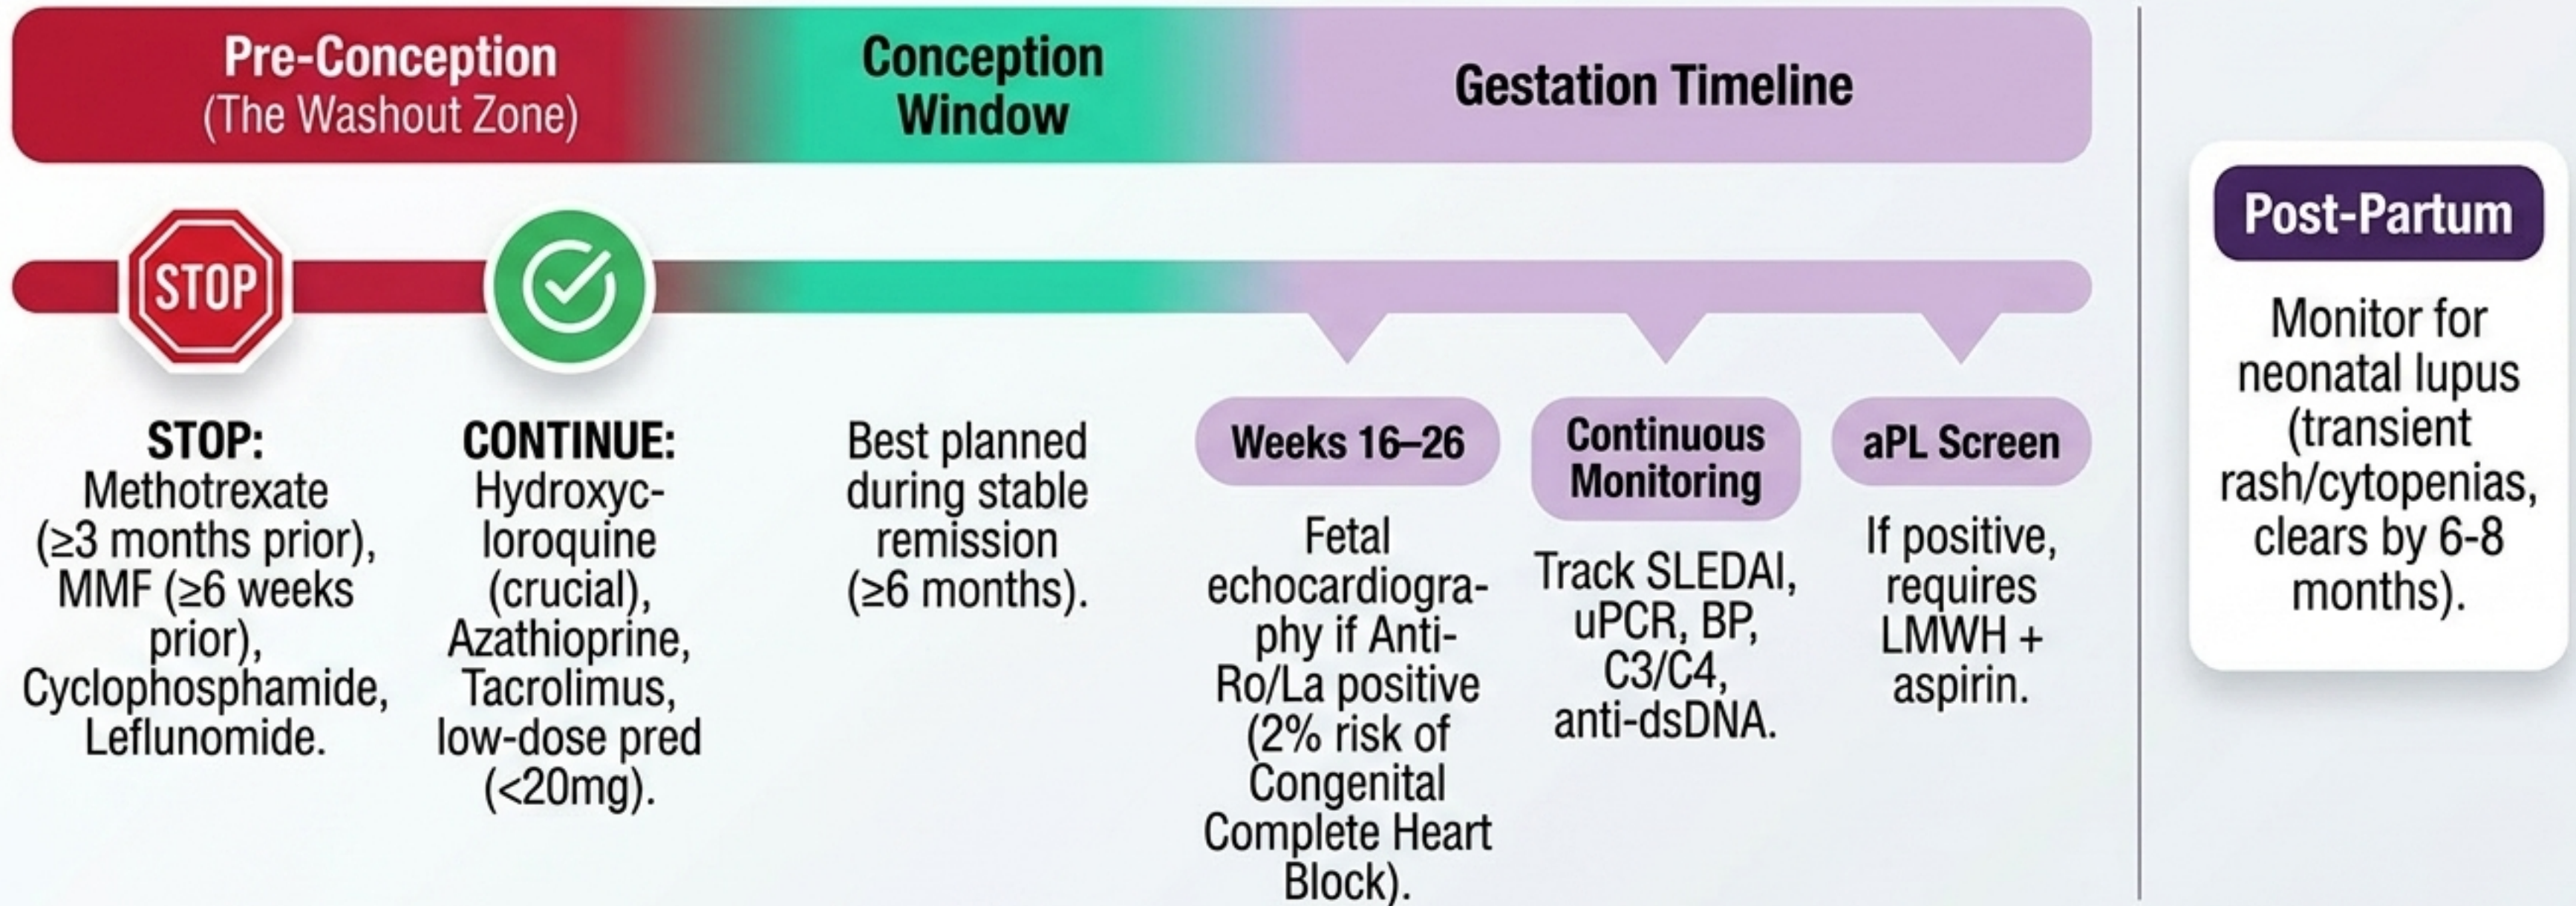 Pre-Conception
(The Washout Zone)
Conception
Window
Gestation Timeline
STOP
STOP:
Methotrexate
(≥3 months prior),
MMF (≥6 weeks
prior),
Cyclophosphamide,
Leflunomide.
CONTINUE:
Hydroxyc-
loroquine
(crucial),
Azathioprine,
Tacrolimus,
low-dose pred
(<20mg).
Best planned
during stable
remission
(≥6 months).
Weeks 16–26
Fetal
echocardiogra-
phy if Anti-
Ro/La positive
(2% risk of
Congenital
Complete Heart
Block).
Continuous
Monitoring
Track SLEDAI,
uPCR, BP,
C3/C4,
anti-dsDNA.
aPL Screen
If positive,
requires
LMWH +
aspirin.
Post-Partum
Monitor for
neonatal lupus
(transient
rash/cytopenias,
clears by 6-8
months).